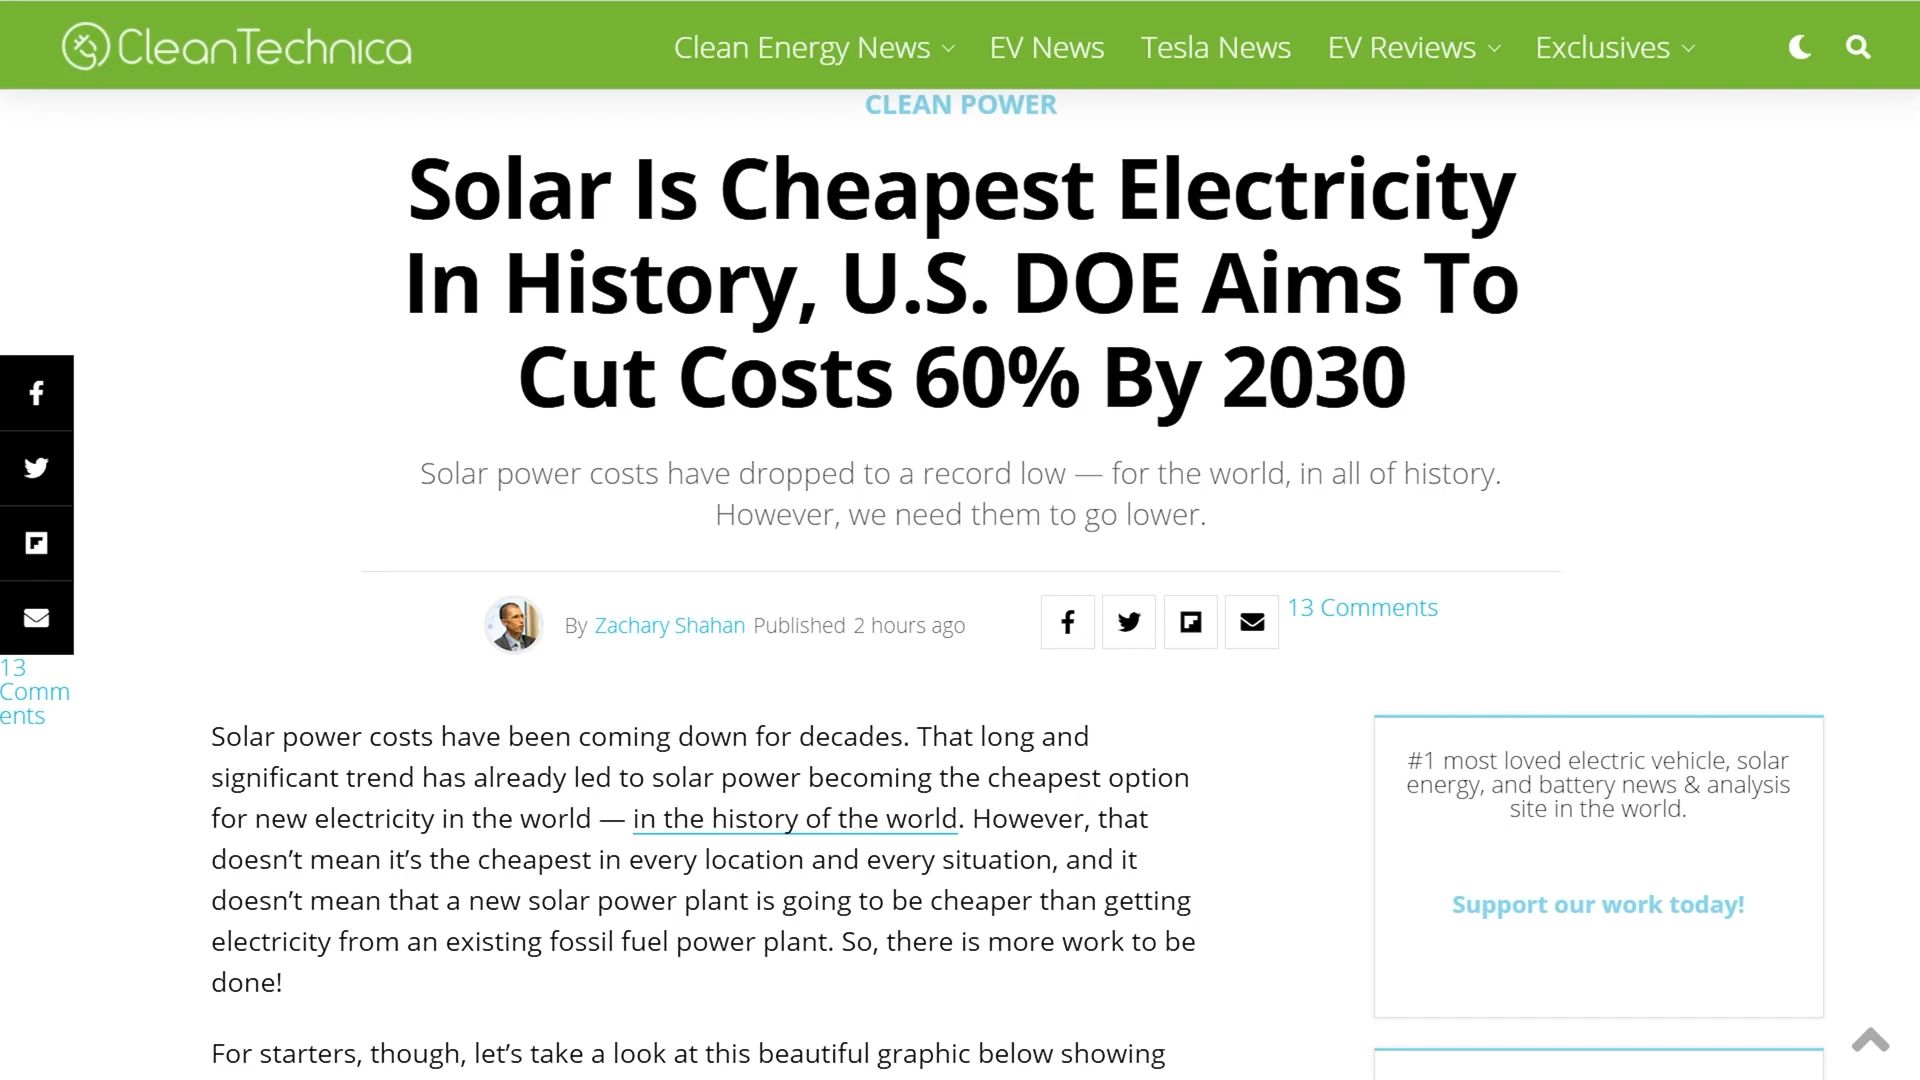 CleanTechnica
Clean Energy News
EV News
Tesla News
EV Reviews
Exclusives
CLEAN POWER
Solar Is Cheapest Electricity
In History, U.S. DOE Aims To
Cut Costs 60% By 2030
Solar power costs have dropped to a record low — for the world, in all of history.
However, we need them to go lower.
By Zachary Shahan Published 2 hours ago
13 Comments
13
Comm
ents
Solar power costs have been coming down for decades. That long and
significant trend has already led to solar power becoming the cheapest option
for new electricity in the world — in the history of the world. However, that
doesn’t mean it’s the cheapest in every location and every situation, and it
doesn’t mean that a new solar power plant is going to be cheaper than getting
electricity from an existing fossil fuel power plant. So, there is more work to be
done!
For starters, though, let’s take a look at this beautiful graphic below showing
#1 most loved electric vehicle, solar
energy, and battery news & analysis
site in the world.
Support our work today!